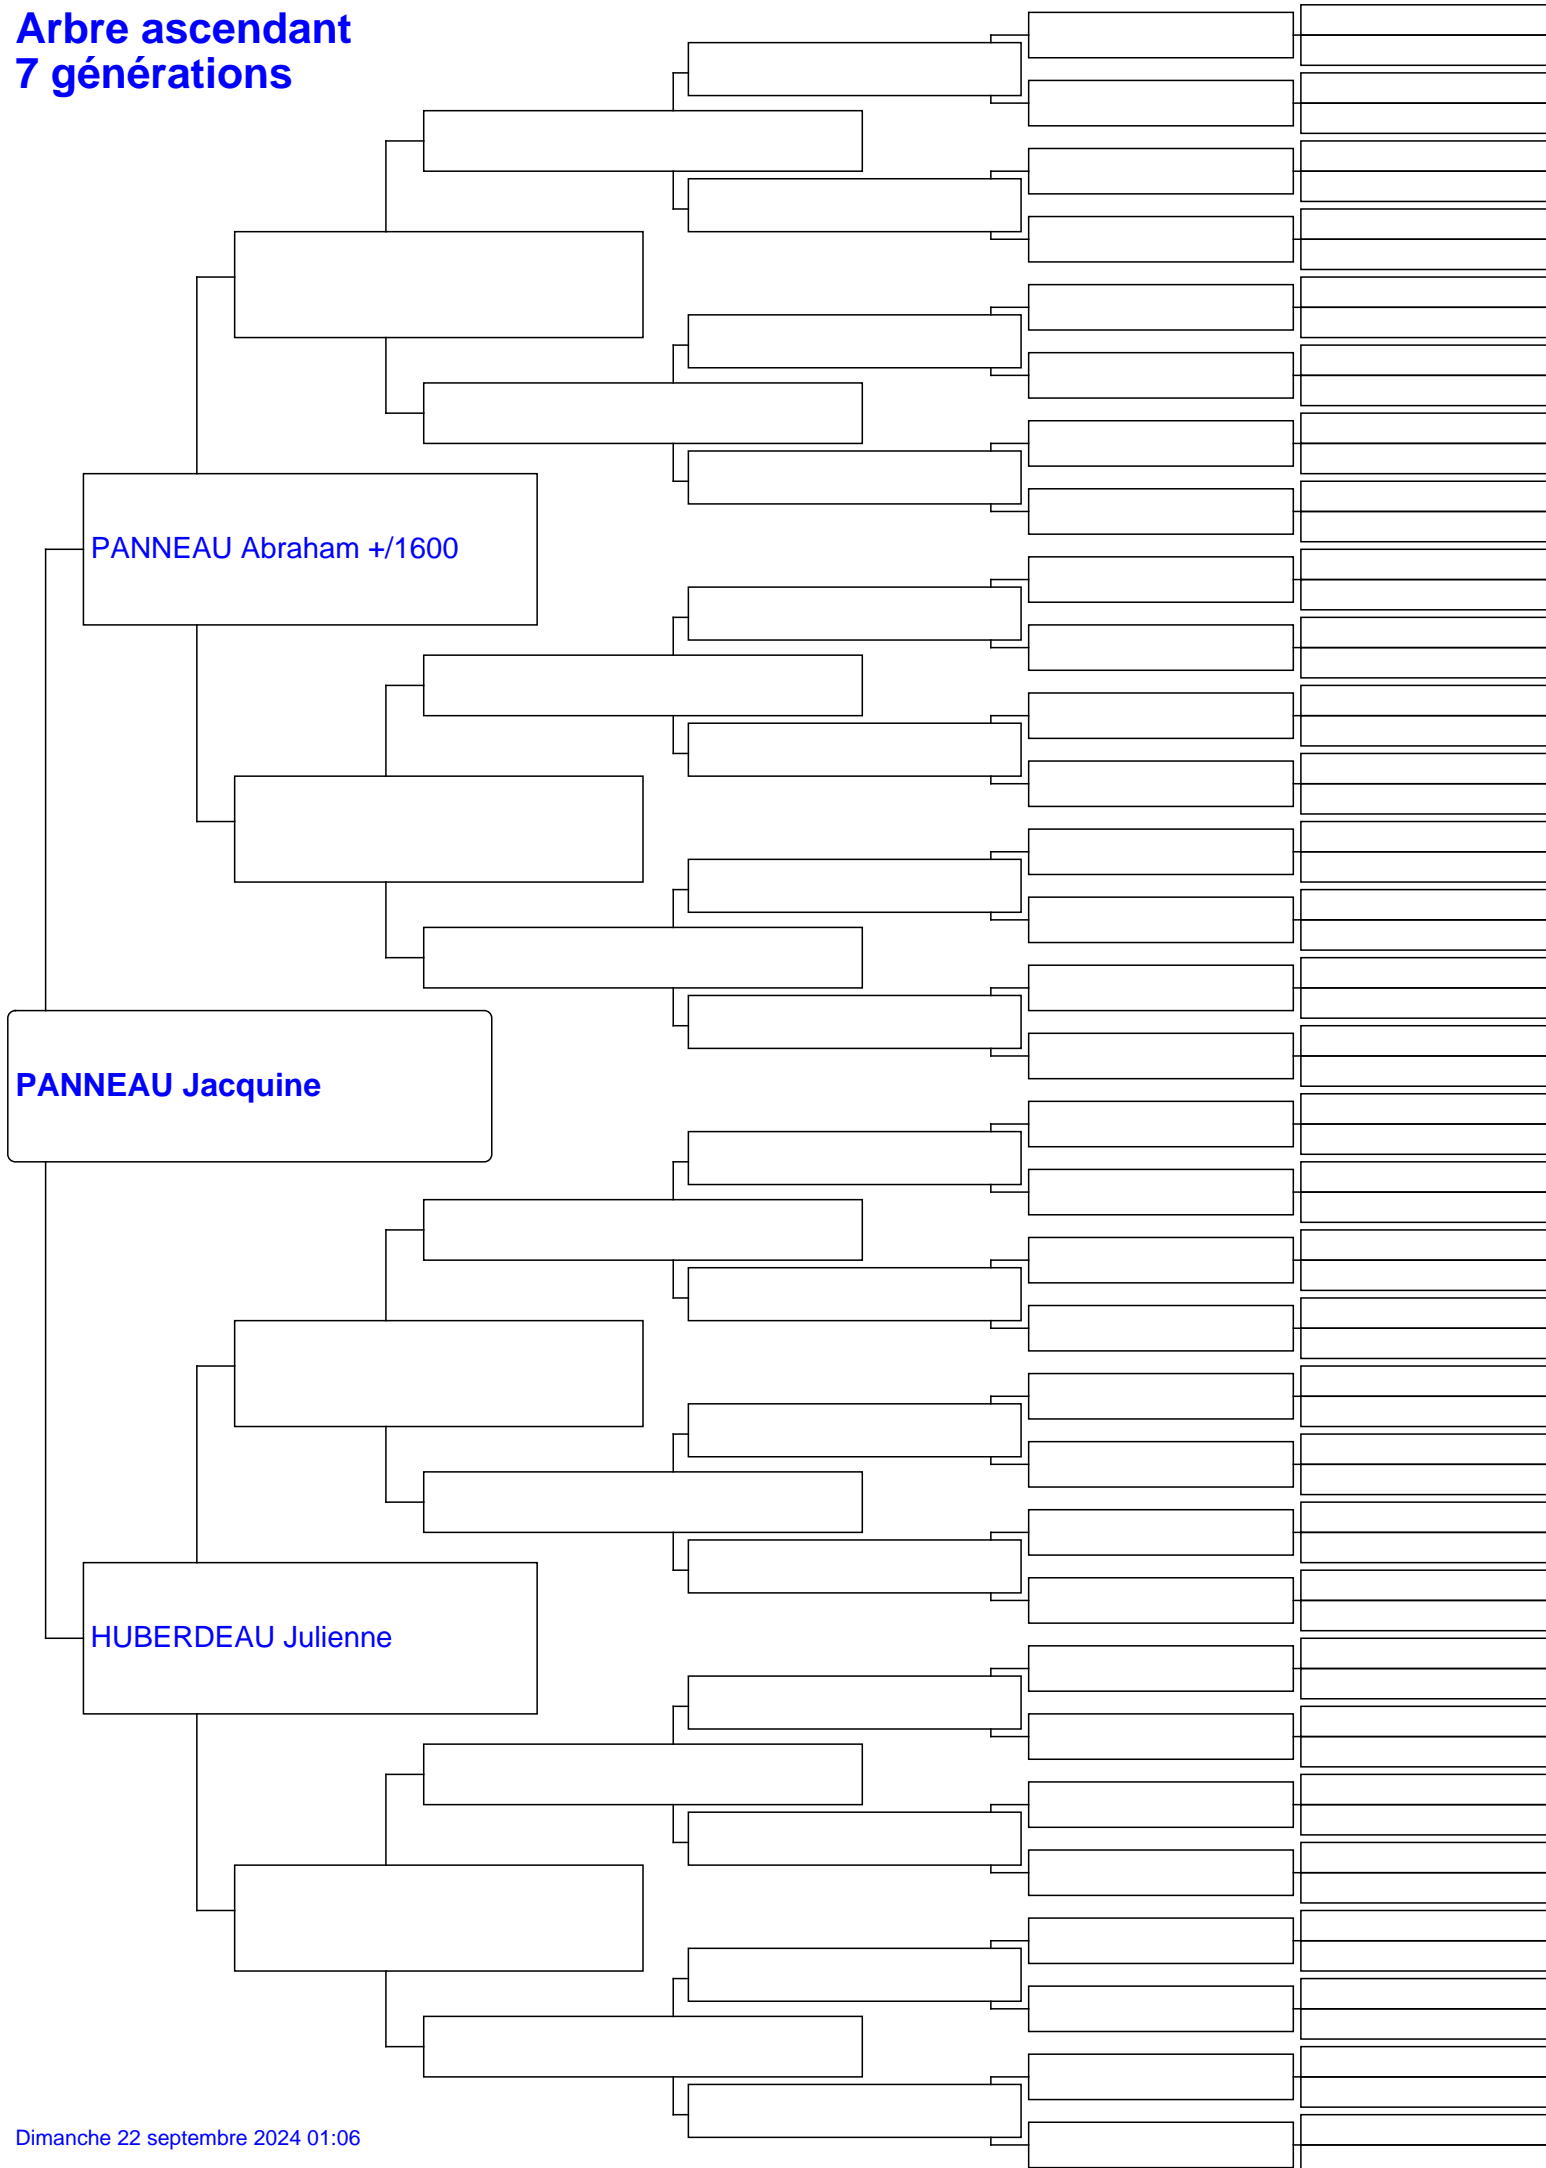 Arbre ascendant
7 générations
PANNEAU Abraham +/1600
PANNEAU Jacquine
HUBERDEAU Julienne
Dimanche 22 septembre 2024 01:06